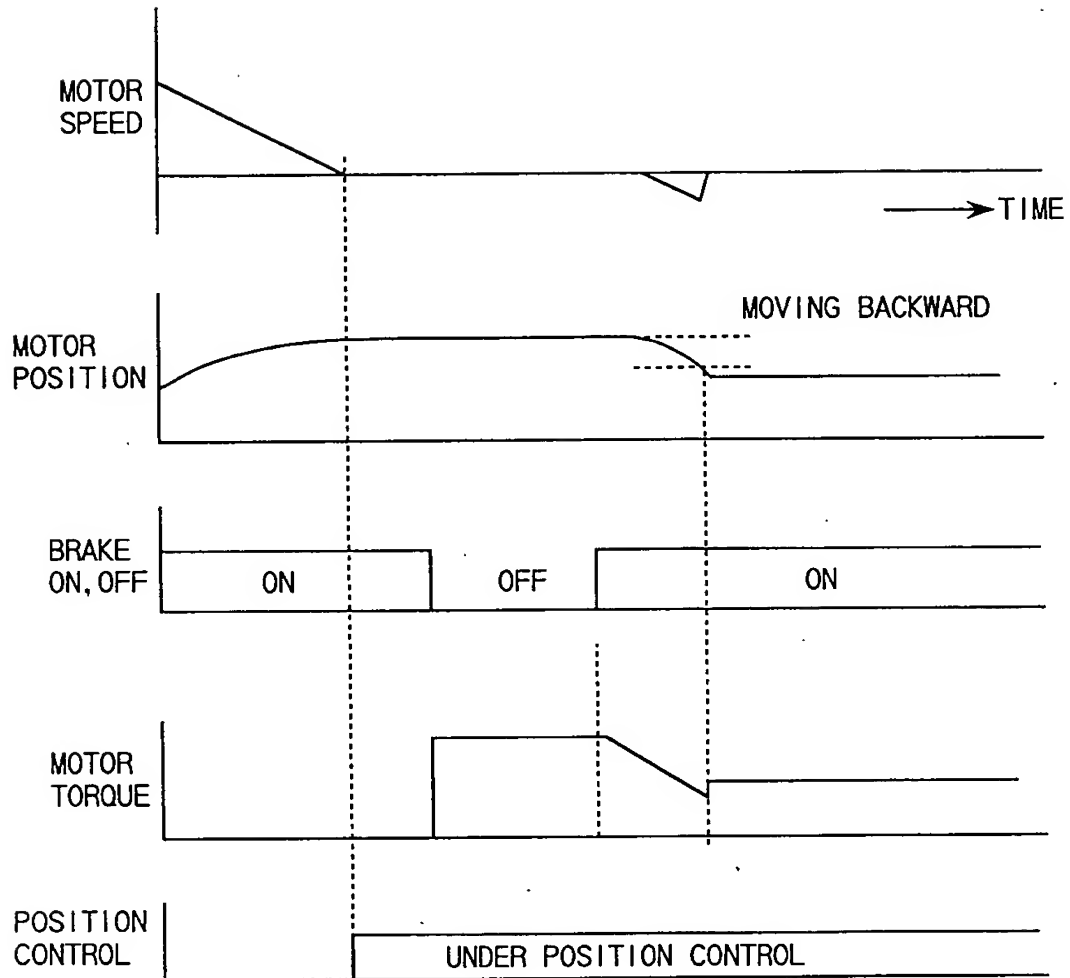 MOTOR
SPEED
TIME
MOVING BACKWARD
MOTOR
POSITION
BRAKE
ON, OFF
ON
OFF
ON
MOTOR
TORQUE
POSITION
CONTROL
UNDER POSITION CONTROL